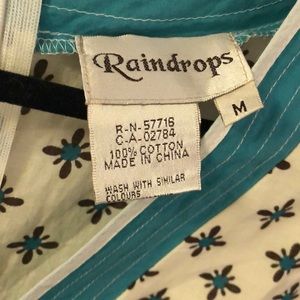 Raindrops
M
R-N-57716
C-A-02784
100% COTTON
MADE IN CHINA
WASH WITH SIMILAR
COLOURS